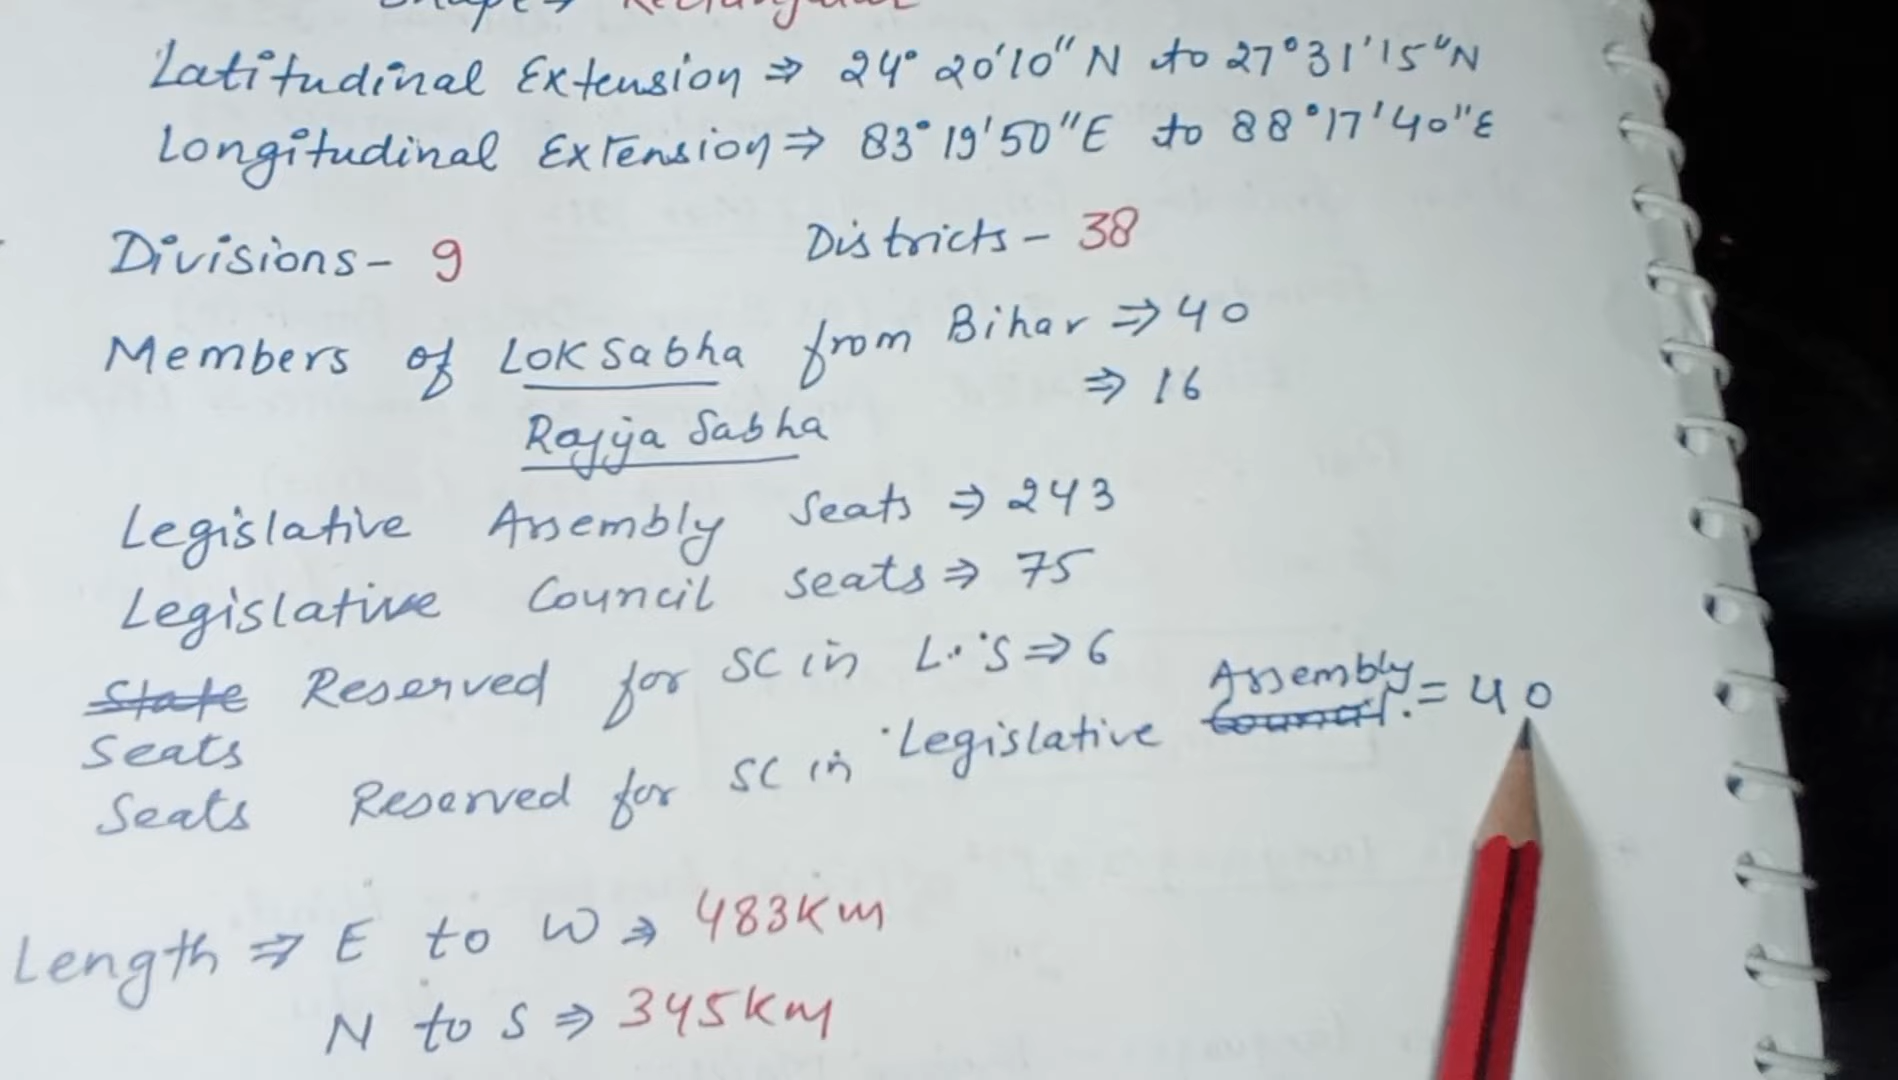 Shape → Rectangular
Latitudinal Extension ⇒ 24° 20'10" N to 27°31'15"N
Longitudinal Extension ⇒ 83°19'50"E to 88°17'40"E
Divisions - 9 Districts - 38
Members of Lok Sabha from Bihar ⇒ 40
Rajya Sabha ⇒ 16
Legislative Assembly Seats ⇒ 243
Legislative Council seats ⇒ 75
State Reserved for SC in L.S ⇒ 6
Seats
Seats Reserved for SC in Legislative Council. Assembly = 40
Length ⇒ E to W ⇒ 483Km
N to S ⇒ 345Km